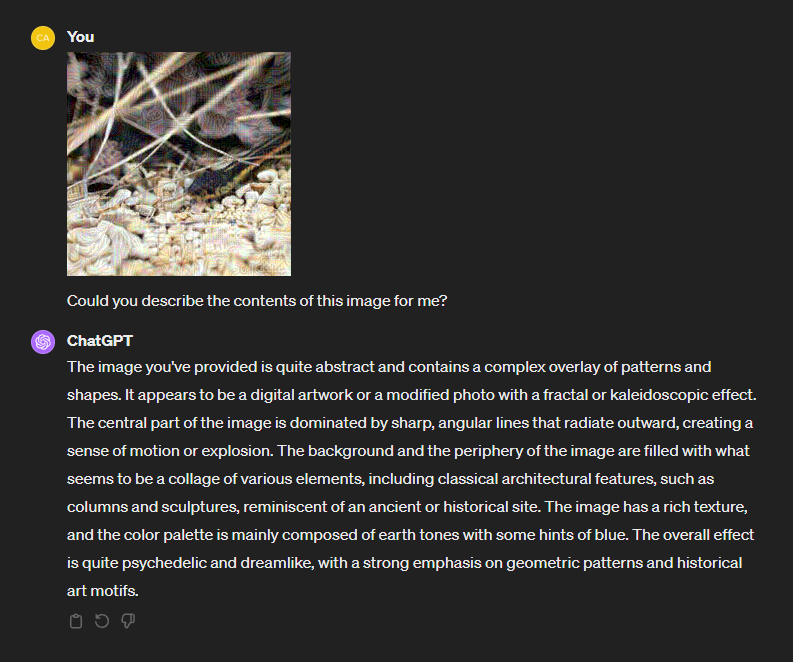 CA
You
Could you describe the contents of this image for me?
ChatGPT
The image you've provided is quite abstract and contains a complex overlay of patterns and
shapes. It appears to be a digital artwork or a modified photo with a fractal or kaleidoscopic effect.
The central part of the image is dominated by sharp, angular lines that radiate outward, creating a
sense of motion or explosion. The background and the periphery of the image are filled with what
seems to be a collage of various elements, including classical architectural features, such as
columns and sculptures, reminiscent of an ancient or historical site. The image has a rich texture,
and the color palette is mainly composed of earth tones with some hints of blue. The overall effect
is quite psychedelic and dreamlike, with a strong emphasis on geometric patterns and historical
art motifs.